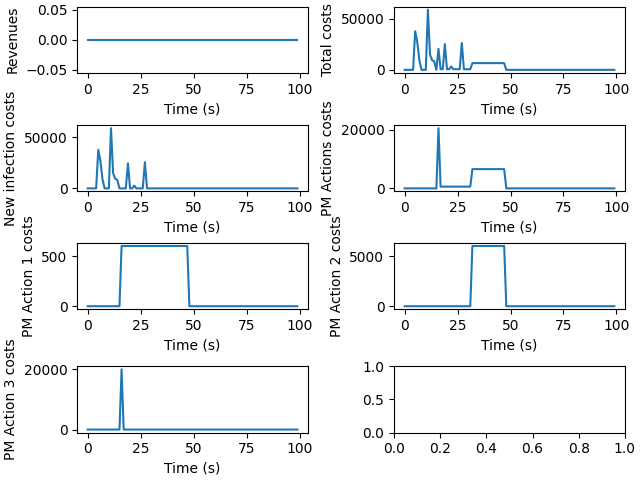 Revenues
0.05
0.00
−0.05
0 25 50 75 100
Time (s)
Total costs
50000
0
0 25 50 75 100
Time (s)
New infection costs
50000
0
0 25 50 75 100
Time (s)
PM Actions costs
20000
0
0 25 50 75 100
Time (s)
PM Action 1 costs
500
0
0 25 50 75 100
Time (s)
PM Action 2 costs
5000
0
0 25 50 75 100
Time (s)
PM Action 3 costs
20000
0
0 25 50 75 100
Time (s)
1.0
0.5
0.0
0.0 0.2 0.4 0.6 0.8 1.0